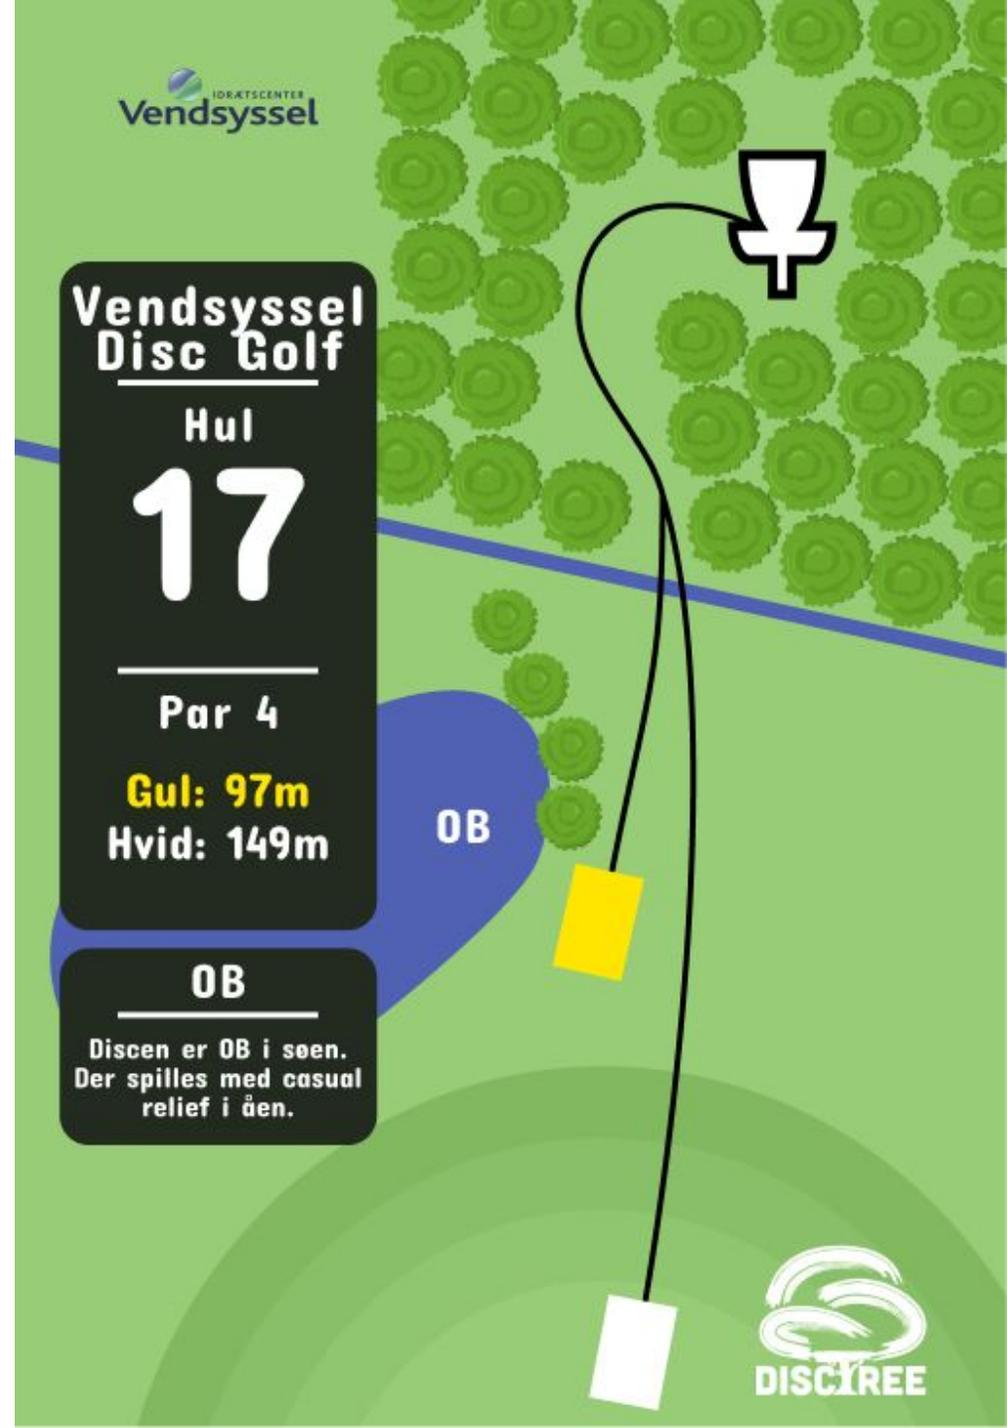 IDRÆTSCENTER
Vendsyssel
Vendsyssel
Disc Golf
Hul
17
Par 4
Gul: 97m
Hvid: 149m
OB
OB
Discen er OB i søen.
Der spilles med casual
relief i åen.
DISCTREE